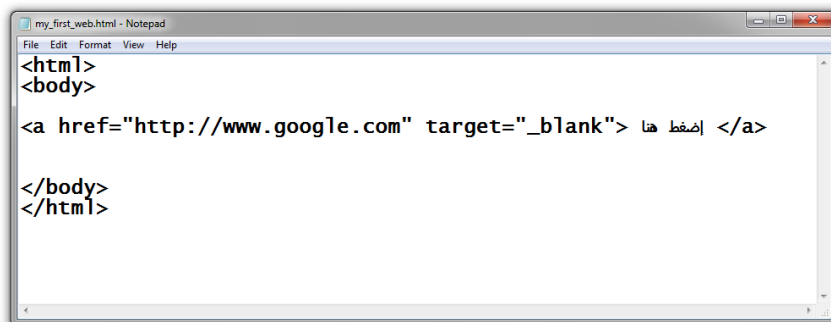 my_first_web.html - Notepad
File Edit Format View Help
<html>
<body>
<a href="http://www.google.com" target="_blank"> إضغط هنا </a>
</body>
</html>